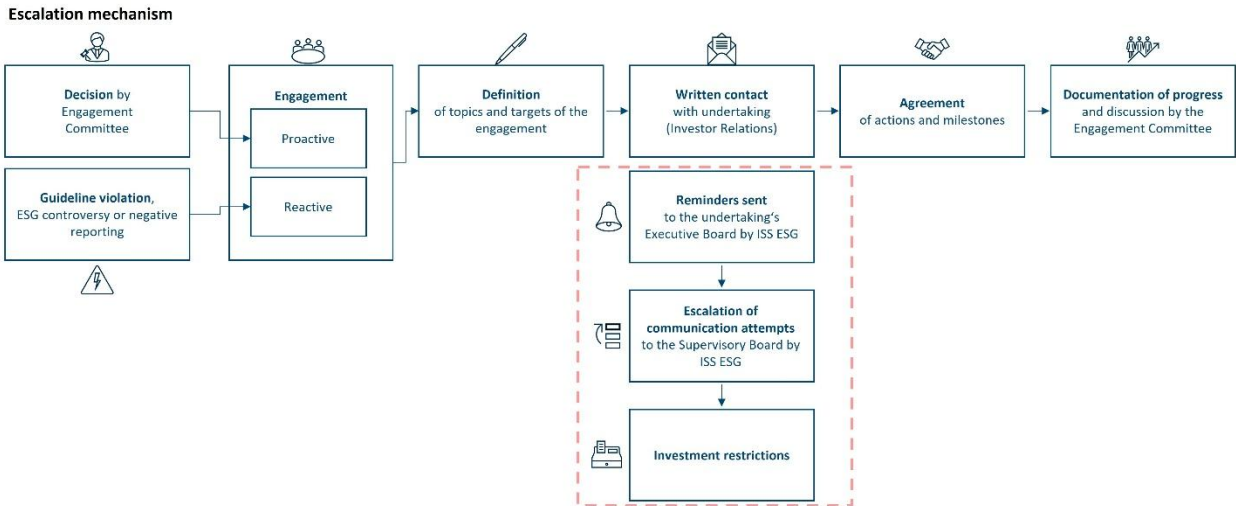 Escalation mechanism
Decision by
Engagement
Committee
Guideline violation,
ESG controversy or negative
reporting
Engagement
Proactive
Reactive
Definition
of topics and targets of the
engagement
Written contact
with undertaking
(Investor Relations)
Agreement
of actions and milestones
Documentation of progress
and discussion by the
Engagement Committee
Reminders sent
to the undertaking‘s
Executive Board by ISS ESG
Escalation of
communication attempts
to the Supervisory Board by
ISS ESG
Investment restrictions